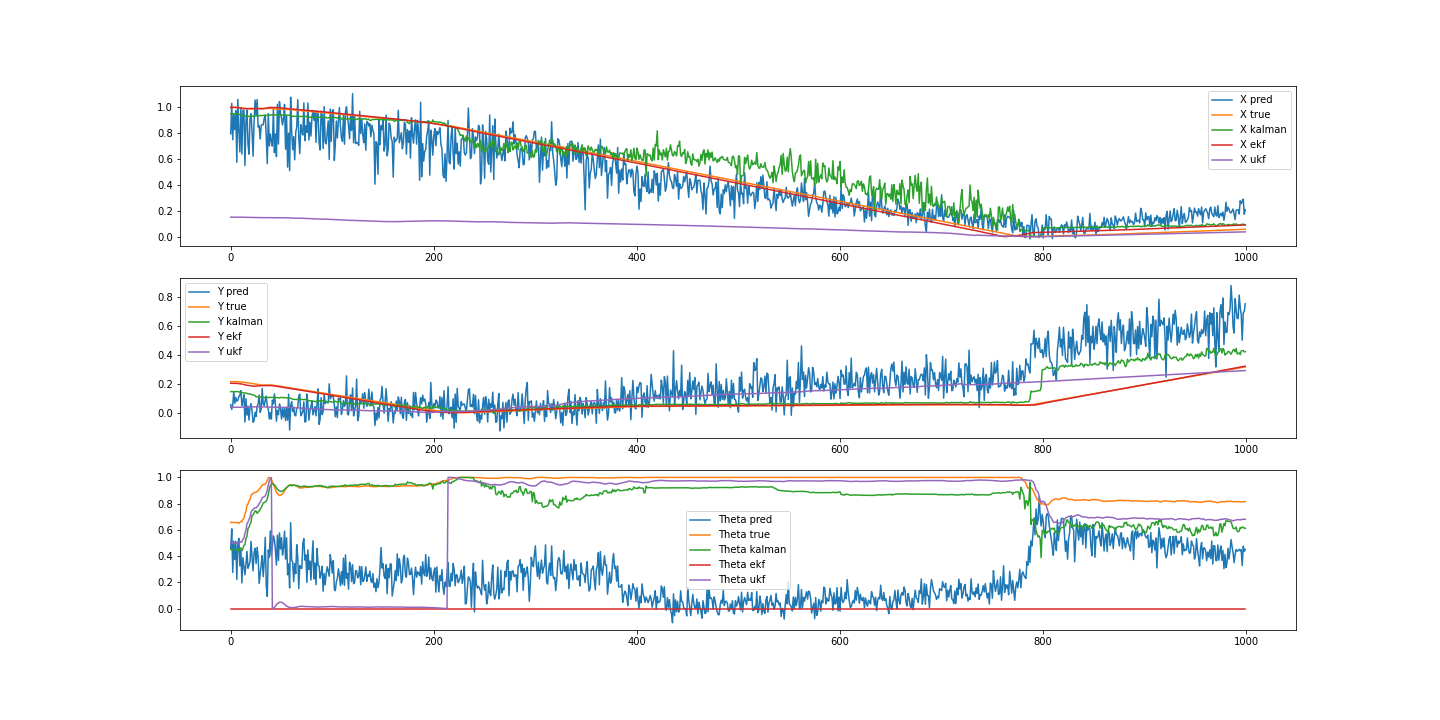 1.0
0.8
0.6
0.4
0.2
0.0
X pred
X true
X kalman
X ekf
X ukf
0 200 400 600 800 1000
0.8
0.6
0.4
0.2
0.0
Y pred
Y true
Y kalman
Y ekf
Y ukf
0 200 400 600 800 1000
1.0
0.8
0.6
0.4
0.2
0.0
Theta pred
Theta true
Theta kalman
Theta ekf
Theta ukf
0 200 400 600 800 1000